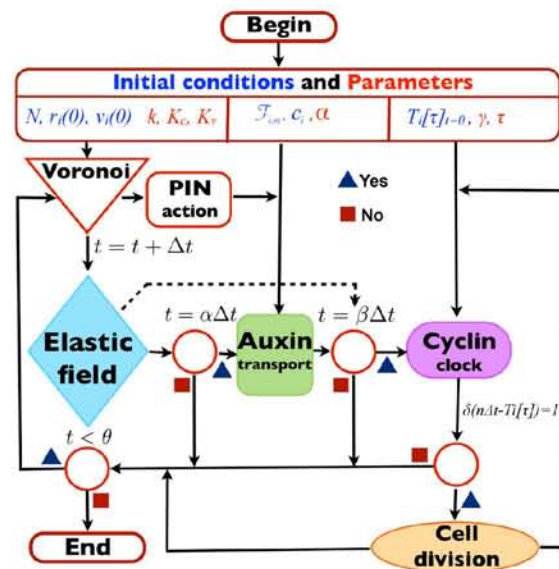 Begin
Initial conditions and Parameters
N, rᵢ(0), vᵢ(0) k, K_c, K_v
ℱᵢ,ₙ, cᵢ, α
Tᵢ[τ]ₜ₌₀, γ, τ
Voronoi
PIN
action
Yes
No
t = t + Δt
Elastic
field
t = αΔt
Auxin
transport
t = βΔt
Cyclin
clock
δ(nΔt-Ti[τ])=1
t < θ
End
Cell
division